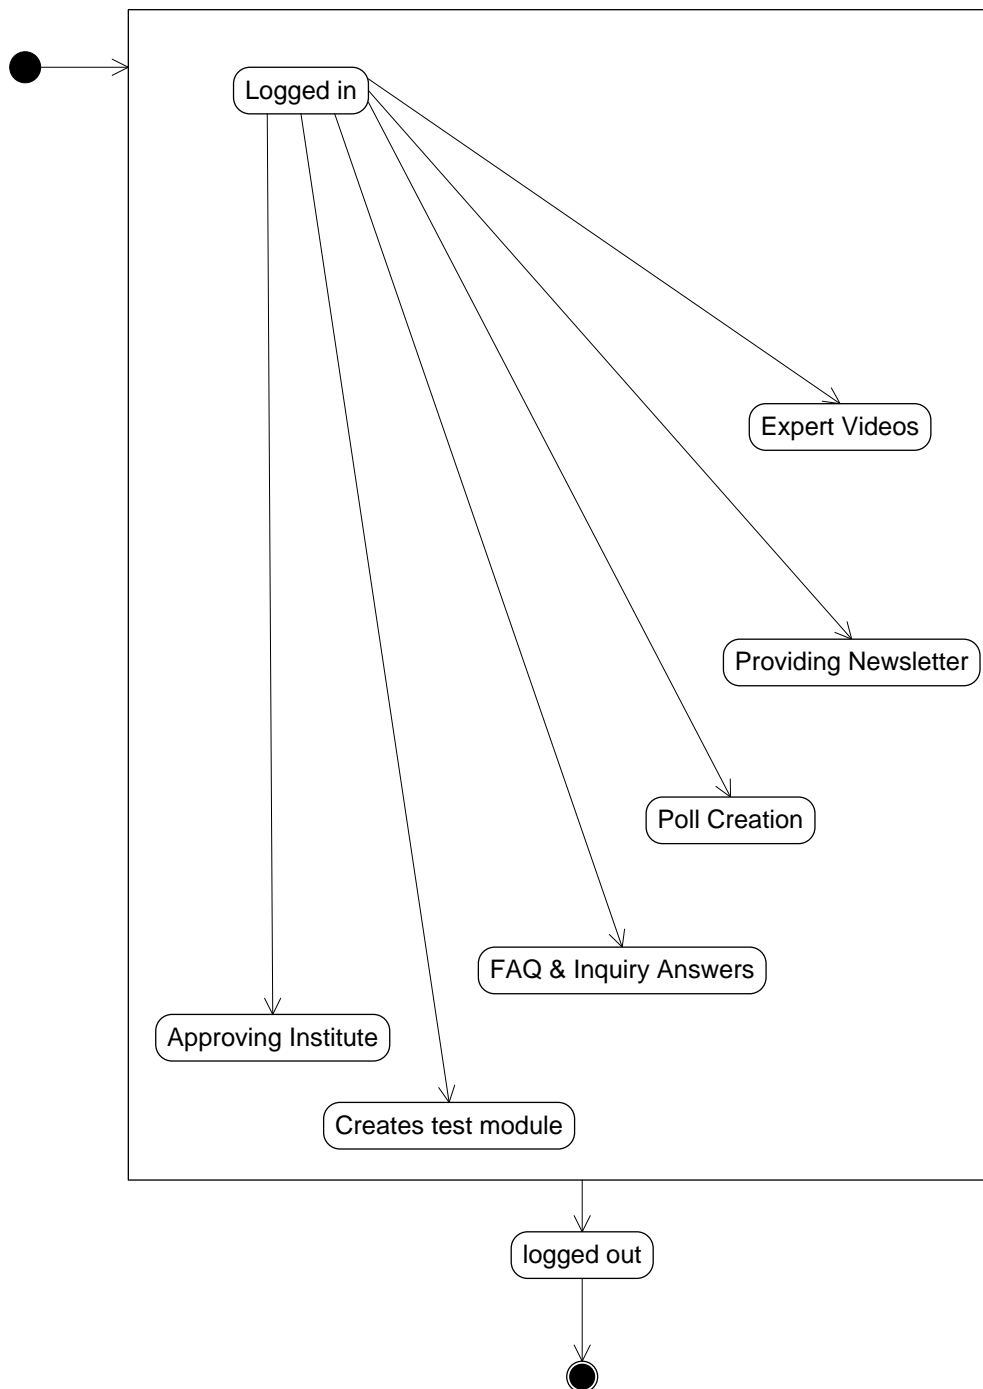 Logged in
Expert Videos
Providing Newsletter
Poll Creation
FAQ & Inquiry Answers
Approving Institute
Creates test module
logged out